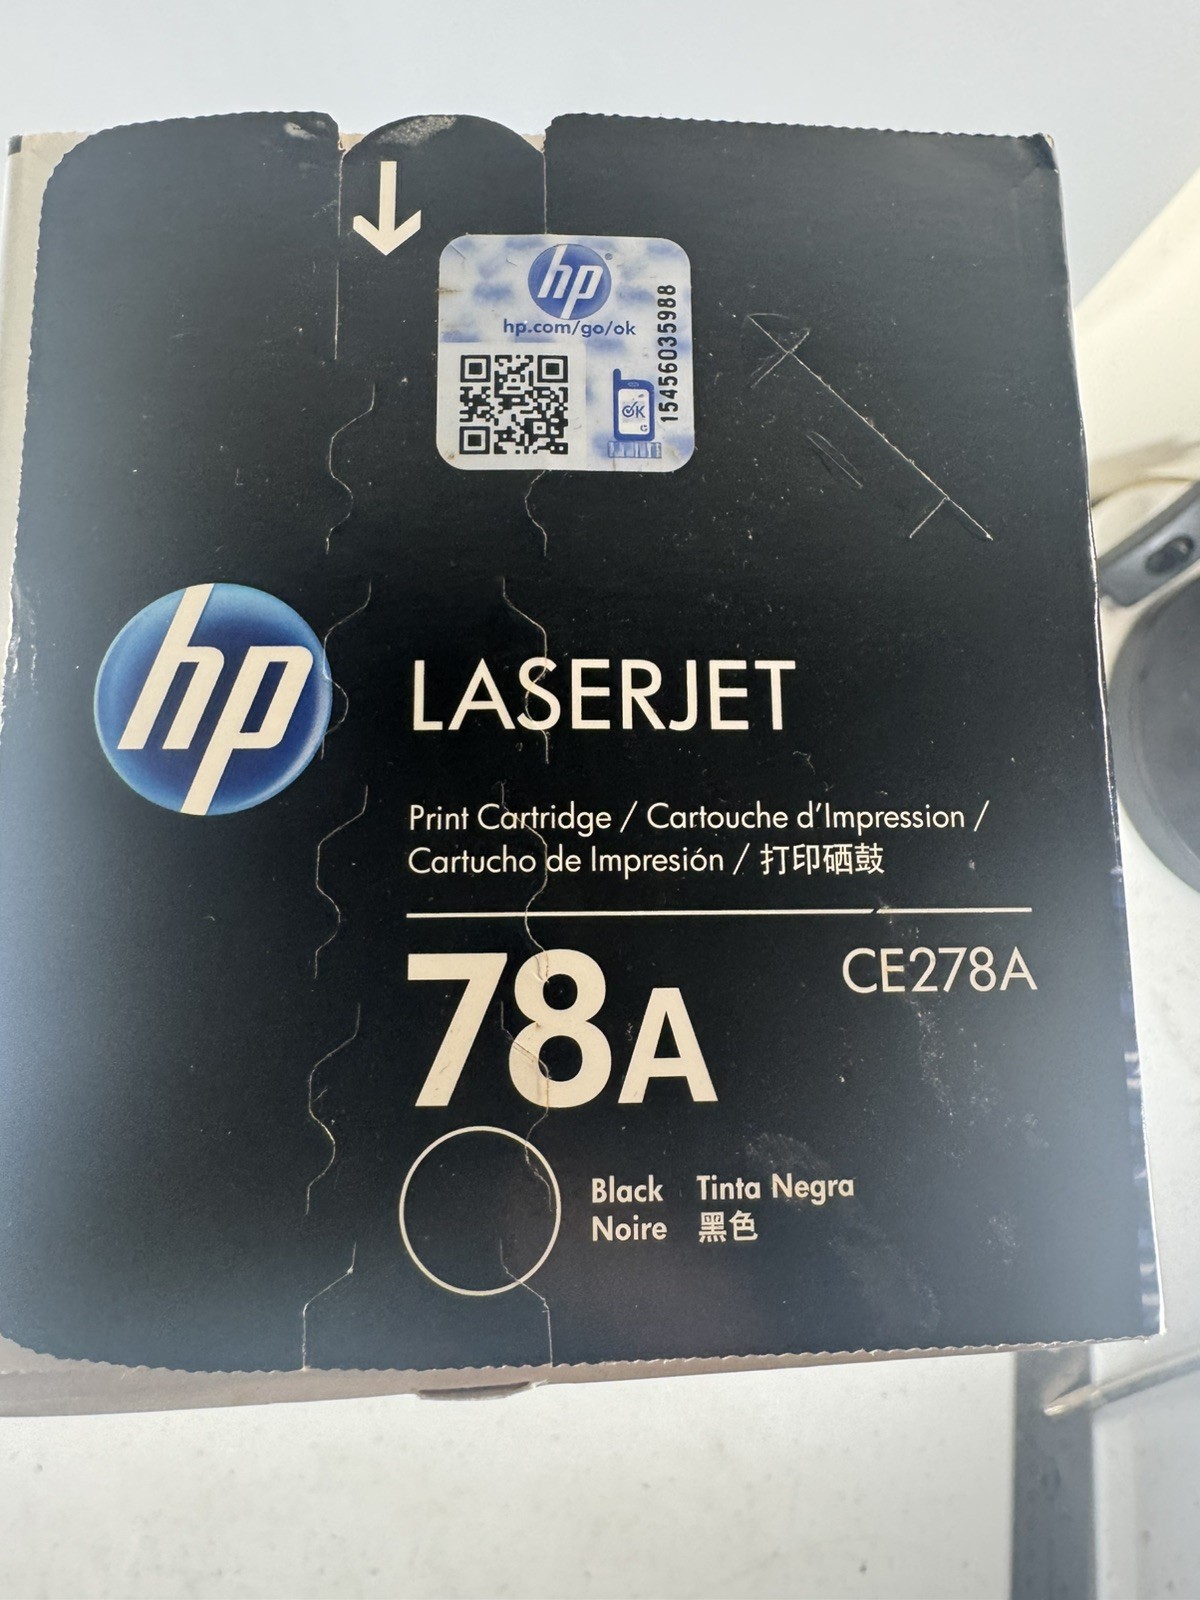 hp
hp.com/go/ok
15456035988
OK
hp
LASERJET
Print Cartridge / Cartouche d'Impression /
Cartucho de Impresión / 打印硒鼓
78A
CE278A
Black Tinta Negra
Noire 黑色